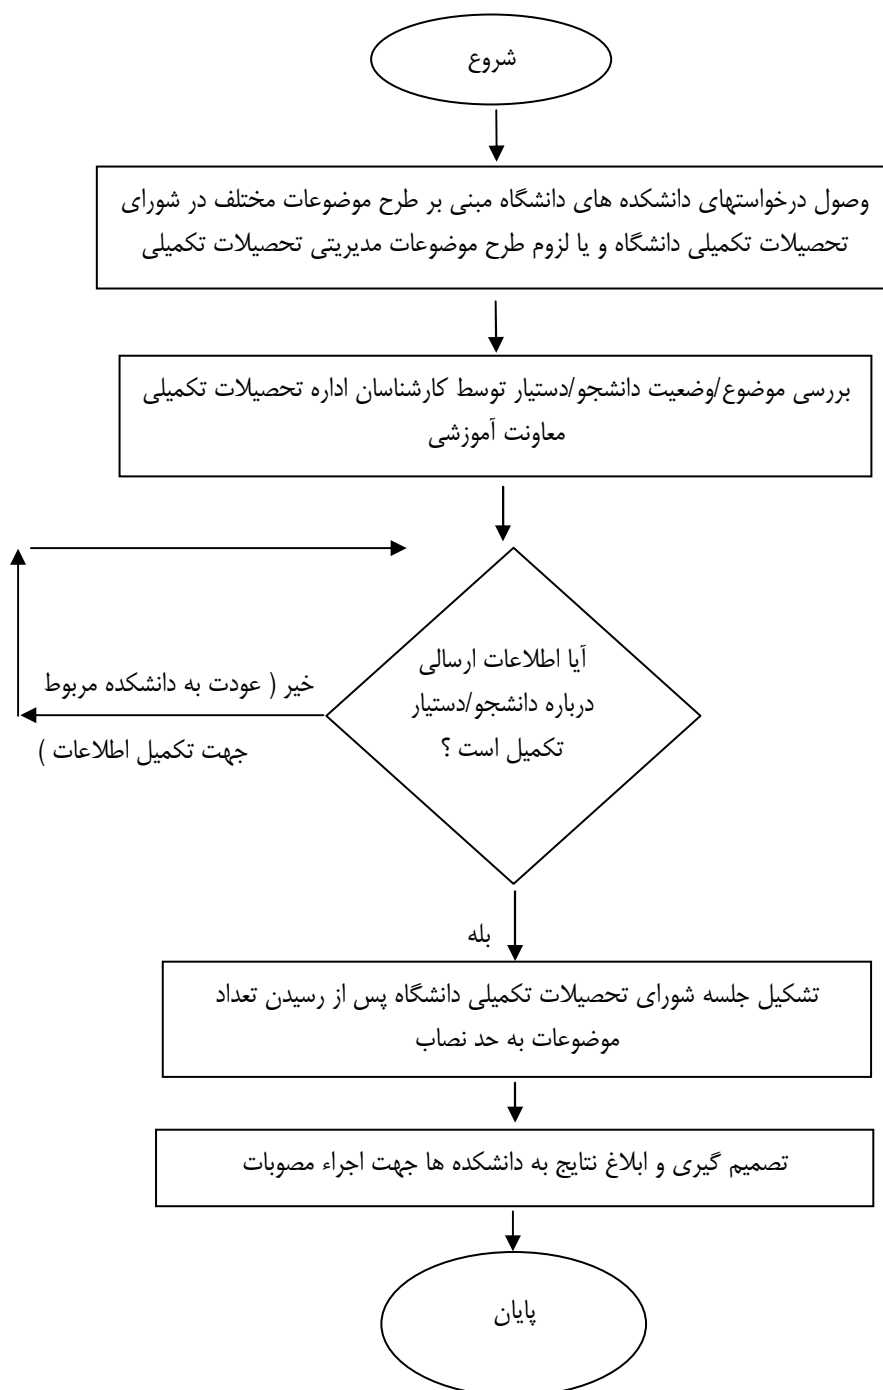 شروع
وصول درخواستهای دانشکده های دانشگاه مبنی بر طرح موضوعات مختلف در شورای
تحصیلات تکمیلی دانشگاه و یا لزوم طرح موضوعات مدیریتی تحصیلات تکمیلی
بررسی موضوع/وضعیت دانشجو/دستیار توسط کارشناسان اداره تحصیلات تکمیلی
معاونت آموزشی
آیا اطلاعات ارسالی
درباره دانشجو/دستیار
تکمیل است ؟
خیر ( عودت به دانشکده مربوط
جهت تکمیل اطلاعات )
بله
تشکیل جلسه شورای تحصیلات تکمیلی دانشگاه پس از رسیدن تعداد
موضوعات به حد نصاب
تصمیم گیری و ابلاغ نتایج به دانشکده ها جهت اجراء مصوبات
پایان